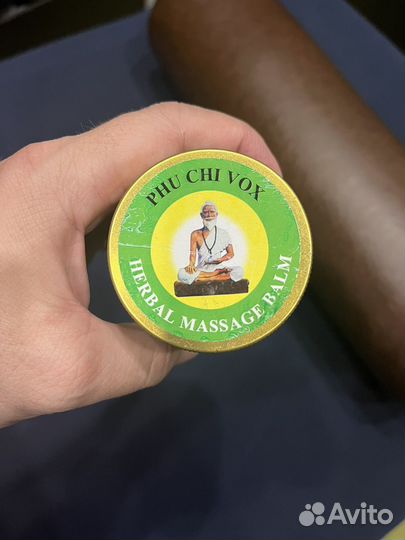 PHU CHI VOX
HERBAL MASSAGE BALM
Avito